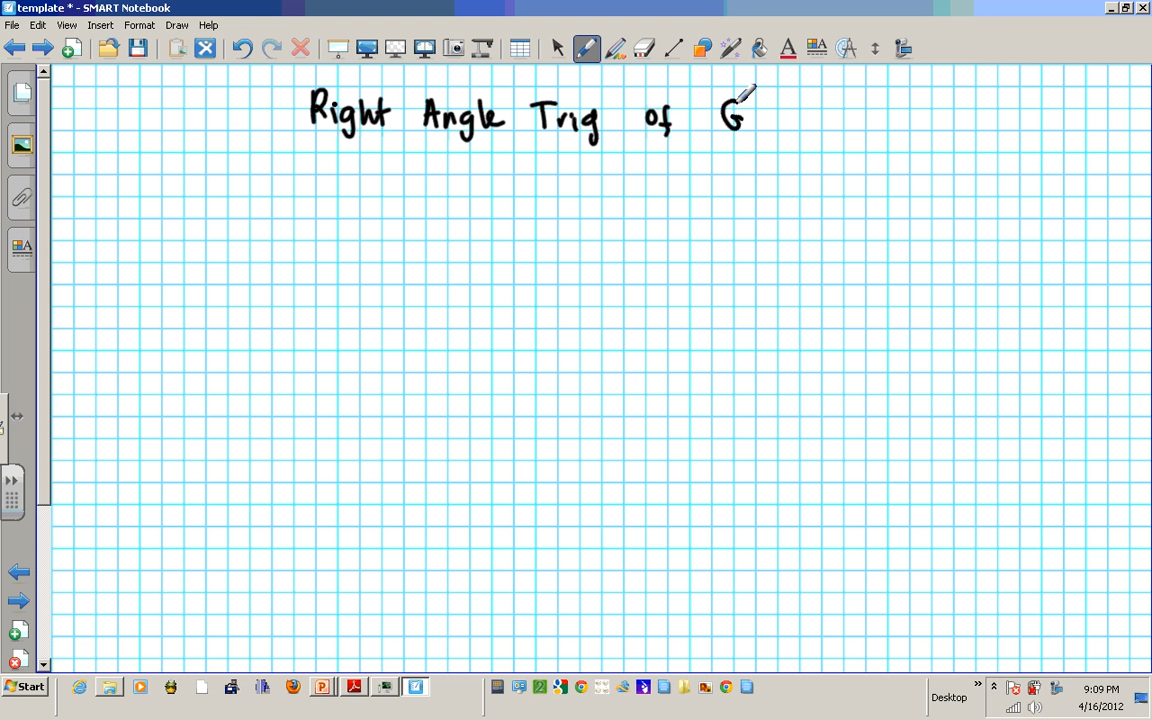 template * - SMART Notebook
File Edit View Insert Format Draw Help
Right Angle Trig of G
Start
Desktop
9:09 PM
4/16/2012